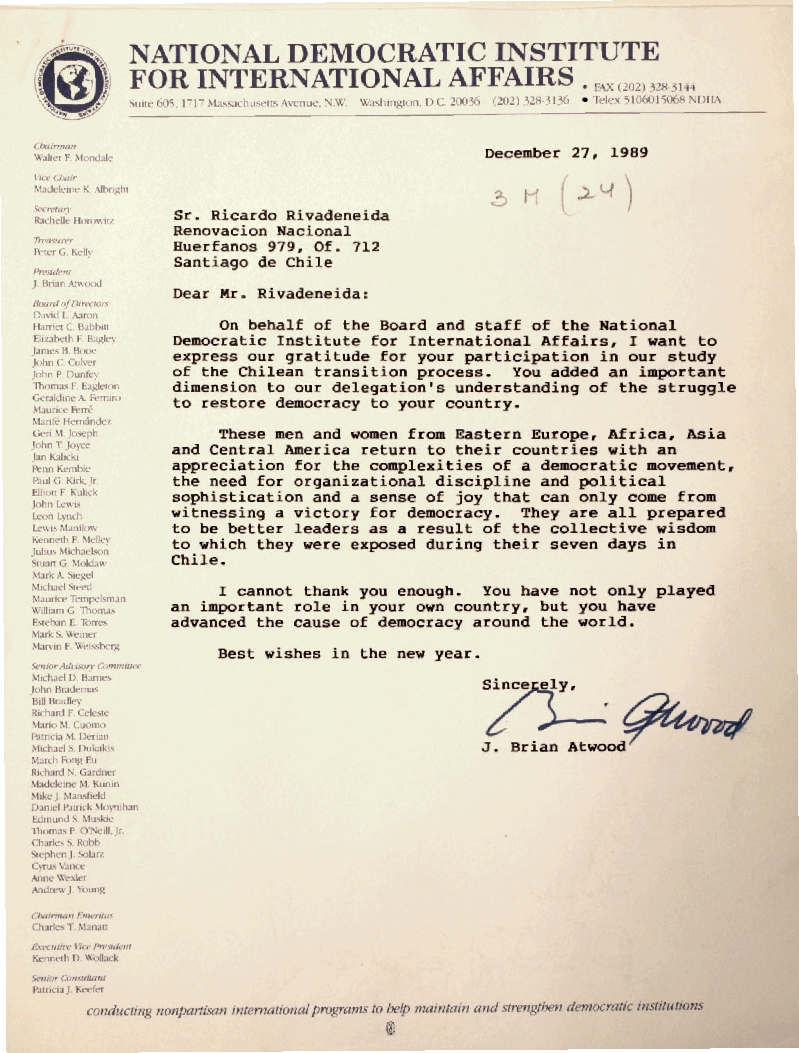 NATIONAL DEMOCRATIC INSTITUTE
FOR INTERNATIONAL AFFAIRS • FAX (202) 328-3144
Suite 605, 1717 Massachusetts Avenue, N.W. Washington, D.C. 20036 (202) 328-3136 • Telex 5106015068 NDIIA
Chairman
Walter F. Mondale
Vice Chair
Madeleine K. Albright
Secretary
Rachelle Horowitz
Treasurer
Peter G. Kelly
President
J. Brian Atwood
Board of Directors
David L. Aaron
Harriet C. Babbitt
Elizabeth F. Bagley
James B. Booe
John C. Culver
John P. Dunfey
Thomas F. Eagleton
Geraldine A. Ferraro
Maurice Ferré
Marifé Hernández
Geri M. Joseph
John T. Joyce
Jan Kalicki
Penn Kemble
Paul G. Kirk, Jr.
Elliott F. Kulick
John Lewis
Leon Lynch
Lewis Manilow
Kenneth F. Melley
Julius Michaelson
Stuart G. Moldaw
Mark A. Siegel
Michael Steed
Maurice Tempelsman
William G. Thomas
Esteban E. Torres
Mark S. Weiner
Marvin F. Weissberg
Senior Advisory Committee
Michael D. Barnes
John Brademas
Bill Bradley
Richard F. Celeste
Mario M. Cuomo
Patricia M. Derian
Michael S. Dukakis
March Fong Eu
Richard N. Gardner
Madeleine M. Kunin
Mike J. Mansfield
Daniel Patrick Moynihan
Edmund S. Muskie
Thomas P. O'Neill, Jr.
Charles S. Robb
Stephen J. Solarz
Cyrus Vance
Anne Wexler
Andrew J. Young
Chairman Emeritus
Charles T. Manatt
Executive Vice President
Kenneth D. Wollack
Senior Consultant
Patricia J. Keefer
December 27, 1989
3 M (24)
Sr. Ricardo Rivadeneida
Renovacion Nacional
Huerfanos 979, Of. 712
Santiago de Chile
Dear Mr. Rivadeneida:
On behalf of the Board and staff of the National
Democratic Institute for International Affairs, I want to
express our gratitude for your participation in our study
of the Chilean transition process. You added an important
dimension to our delegation's understanding of the struggle
to restore democracy to your country.
These men and women from Eastern Europe, Africa, Asia
and Central America return to their countries with an
appreciation for the complexities of a democratic movement,
the need for organizational discipline and political
sophistication and a sense of joy that can only come from
witnessing a victory for democracy. They are all prepared
to be better leaders as a result of the collective wisdom
to which they were exposed during their seven days in
Chile.
I cannot thank you enough. You have not only played
an important role in your own country, but you have
advanced the cause of democracy around the world.
Best wishes in the new year.
Sincerely,
Brian Atwood
J. Brian Atwood
conducting nonpartisan international programs to help maintain and strengthen democratic institutions